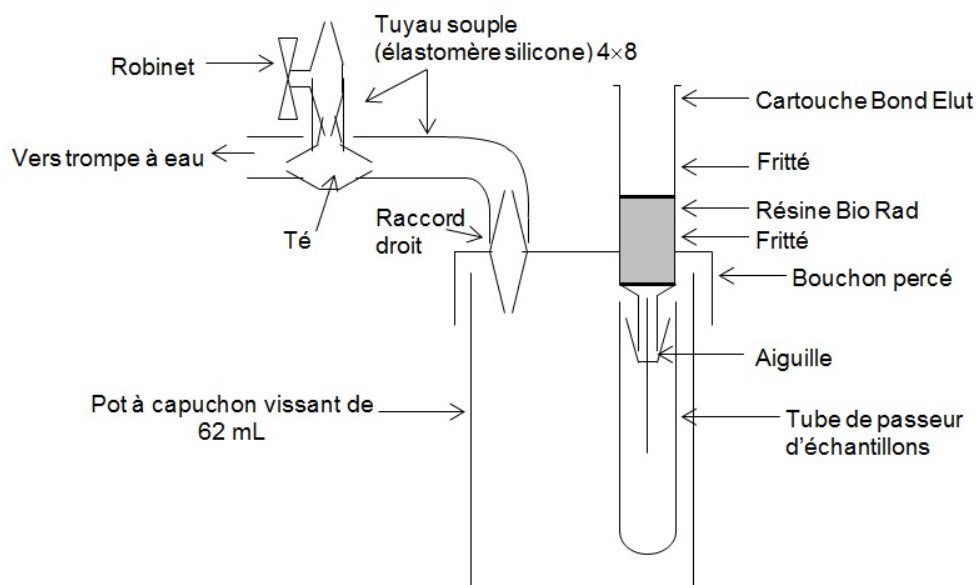 Tuyau souple
(élastomère silicone) 4×8
Robinet
Cartouche Bond Elut
Vers trompe à eau
Fritté
Résine Bio Rad
Té
Raccord
droit
Fritté
Bouchon percé
Aiguille
Pot à capuchon vissant de
62 mL
Tube de passeur
d'échantillons